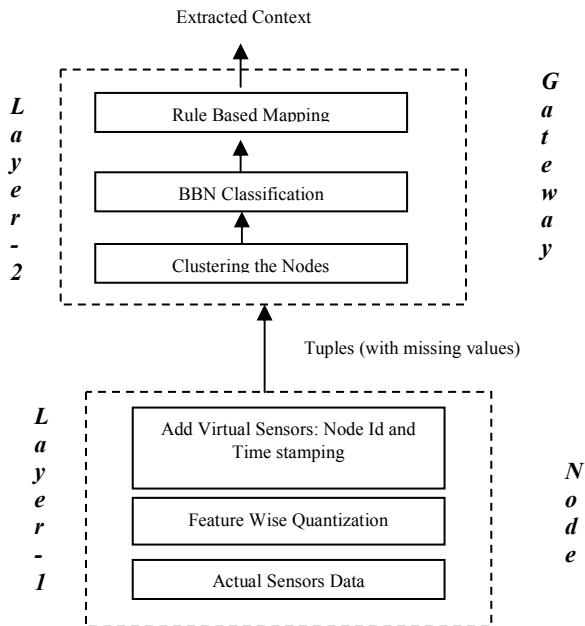 Extracted Context
Layer-2
Gateway
Rule Based Mapping
BBN Classification
Clustering the Nodes
Tuples (with missing values)
Layer-1
Node
Add Virtual Sensors: Node Id and
Time stamping
Feature Wise Quantization
Actual Sensors Data